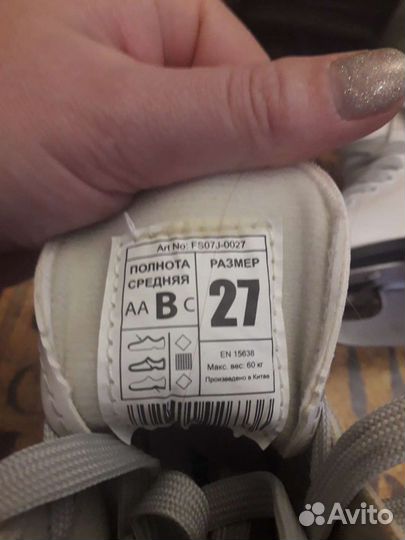 Art No: FS07J-0027
ПОЛНОТА РАЗМЕР
СРЕДНЯЯ
AA B C 27
EN 15638
Макс. вес: 60 кг
Произведено в Китае
Avito